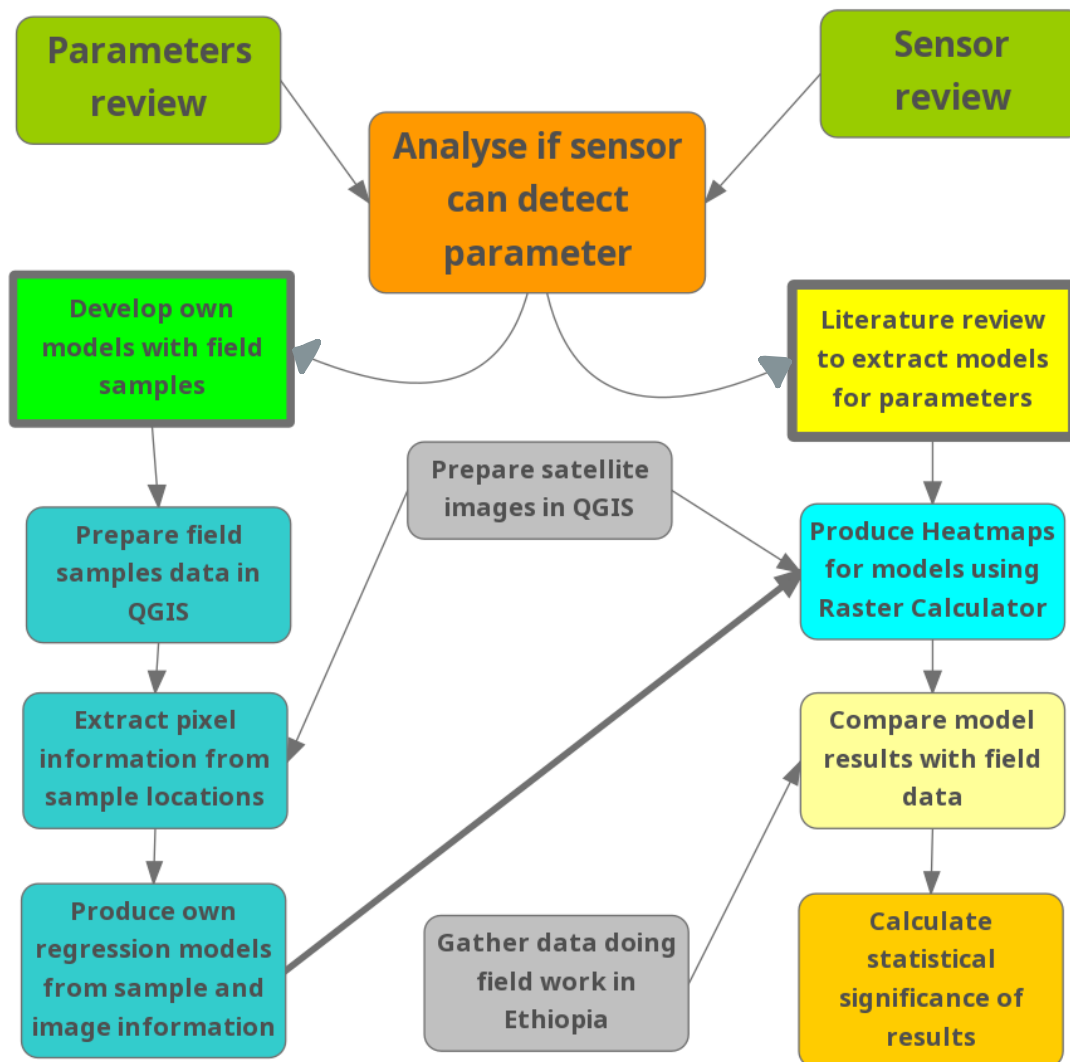 Parameters
review
Sensor
review
Analyse if sensor
can detect
parameter
Develop own
models with field
samples
Literature review
to extract models
for parameters
Prepare satellite
images in QGIS
Prepare field
samples data in
QGIS
Produce Heatmaps
for models using
Raster Calculator
Extract pixel
information from
sample locations
Compare model
results with field
data
Produce own
regression models
from sample and
image information
Gather data doing
field work in
Ethiopia
Calculate
statistical
significance of
results